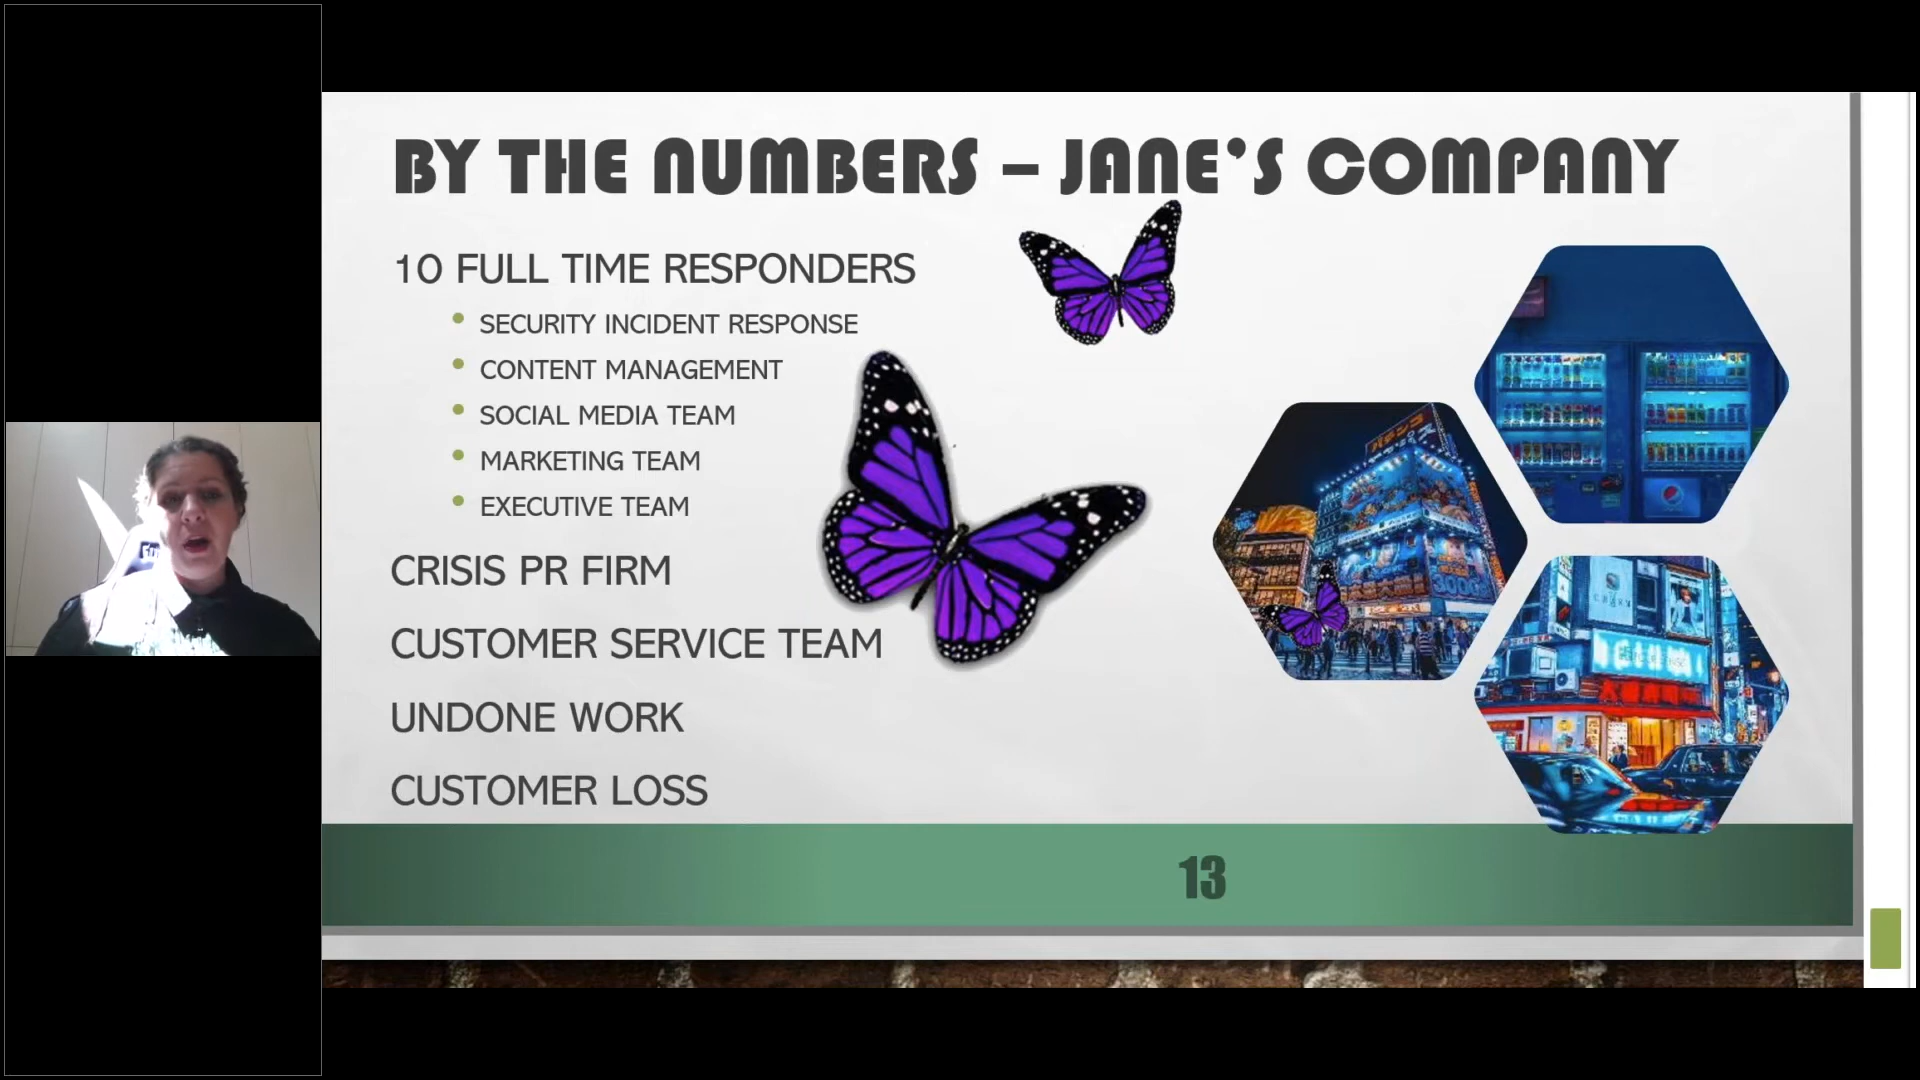 BY THE NUMBERS – JANE'S COMPANY
10 FULL TIME RESPONDERS
• SECURITY INCIDENT RESPONSE
• CONTENT MANAGEMENT
• SOCIAL MEDIA TEAM
• MARKETING TEAM
• EXECUTIVE TEAM
CRISIS PR FIRM
CUSTOMER SERVICE TEAM
UNDONE WORK
CUSTOMER LOSS
13